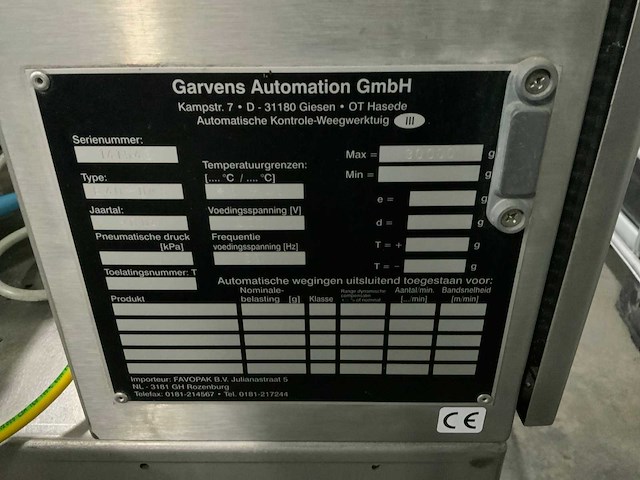 Garvens Automation GmbH
Kampstr. 7 • D - 31180 Giesen • OT Hasede
Automatische Kontrole-Weegwerktuig III
Serienummer:
Type:
Jaartal:
Pneumatische druk
[kPa]
Toelatingsnummer: T
Temperatuurgrenzen:
[.... °C / .... °C]
Voedingsspanning [V]
Frequentie
voedingsspanning [Hz]
Max = g
Min = g
e = g
d = g
T = + g
T = - g
Automatische wegingen uitsluitend toegestaan voor:
Produkt Nominale-belasting [g] Klasse Aantal/min. [.../min] Bandsnelheid [m/min]
Importeur: FAVOPAK B.V. Julianastraat 5
NL - 3181 GH Rozenburg
Telefax: 0181-214567 • Tel. 0181-217244
CE